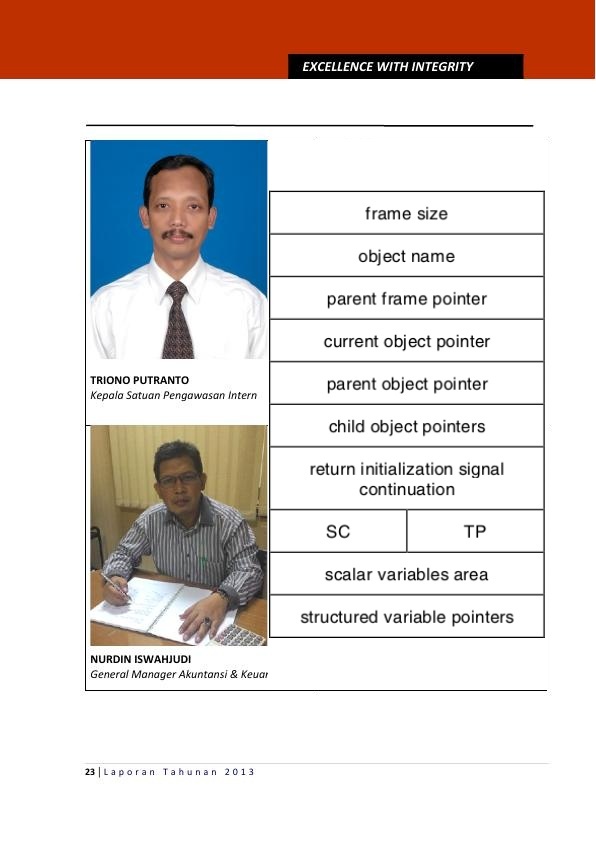 EXCELLENCE WITH INTEGRITY
TRIONO PUTRANTO
Kepala Satuan Pengawasan Intern
NURDIN ISWAHJUDI
General Manager Akuntansi &
frame size
object name
parent frame pointer
current object pointer
parent object pointer
child object pointers
return initialization signal
continuation
SC TP
scalar variables area
structured variable pointers
23 | Laporan Tahunan 2013